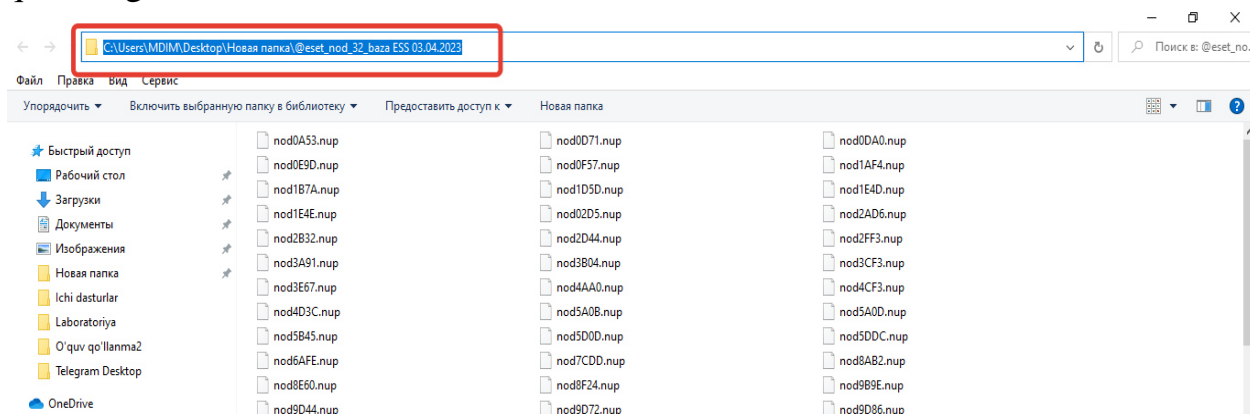 C:\Users\MDIM\Desktop\Новая папка\@eset_nod_32_baza ESS 03.04.2023
Поиск в: @eset_no
Файл Правка Вид Сервис
Упорядочить Включить выбранную папку в библиотеку Предоставить доступ к Новая папка
Быстрый доступ
Рабочий стол
Загрузки
Документы
Изображения
Новая папка
Ichi dasturlar
Laboratoriya
O'quv qo'llanma2
Telegram Desktop
OneDrive
nod0A53.nup nod0D71.nup nod0DA0.nup
nod0E9D.nup nod0F57.nup nod1AF4.nup
nod1B7A.nup nod1D5D.nup nod1E4D.nup
nod1E4E.nup nod02D5.nup nod2AD6.nup
nod2B32.nup nod2D44.nup nod2FF3.nup
nod3A91.nup nod3B04.nup nod3CF3.nup
nod3E67.nup nod4AA0.nup nod4CF3.nup
nod4D3C.nup nod5A0B.nup nod5A0D.nup
nod5B45.nup nod5D0D.nup nod5DDC.nup
nod6AFE.nup nod7CDD.nup nod8AB2.nup
nod8E60.nup nod8F24.nup nod9B9E.nup
nod9D44.nup nod9D72.nup nod9D86.nup